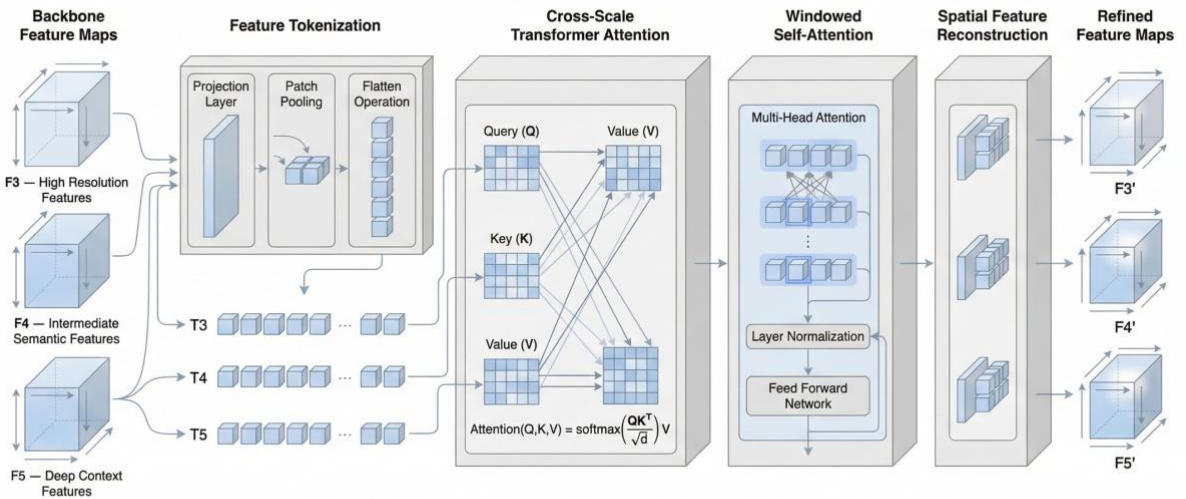 Backbone
Feature Maps
Feature Tokenization
Cross-Scale
Transformer Attention
Windowed
Self-Attention
Spatial Feature
Reconstruction
Refined
Feature Maps
F3 — High Resolution
Features
F4 — Intermediate
Semantic Features
F5 — Deep Context
Features
Projection
Layer
Patch
Pooling
Flatten
Operation
T3
...
T4
...
T5
...
Query (Q)
Value (V)
Key (K)
Value (V)
Attention(Q,K,V) = softmax(QKᵀ/√d) V
Multi-Head Attention
Layer Normalization
Feed Forward
Network
F3'
F4'
F5'